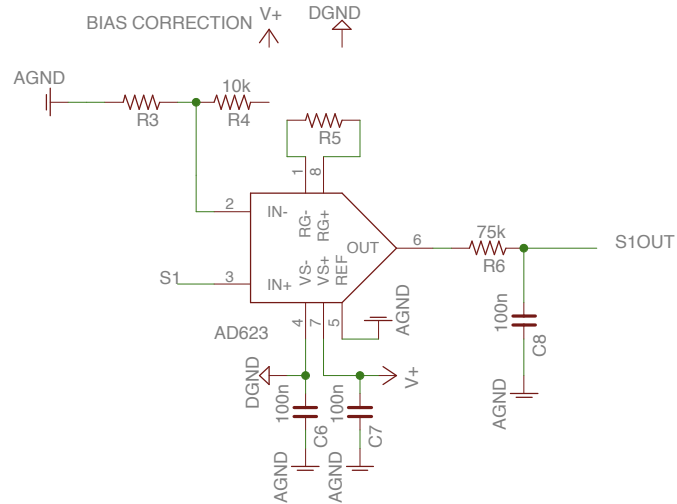 BIAS CORRECTION
V+
DGND
AGND
R3
10k
R4
R5
1
8
2
IN-
RG-
RG+
OUT
6
75k
R6
S1OUT
S1
3
IN+
VS-
VS+
REF
AD623
4
7
5
AGND
100n
C8
DGND
100n
C6
100n
C7
V+
AGND
AGND
AGND